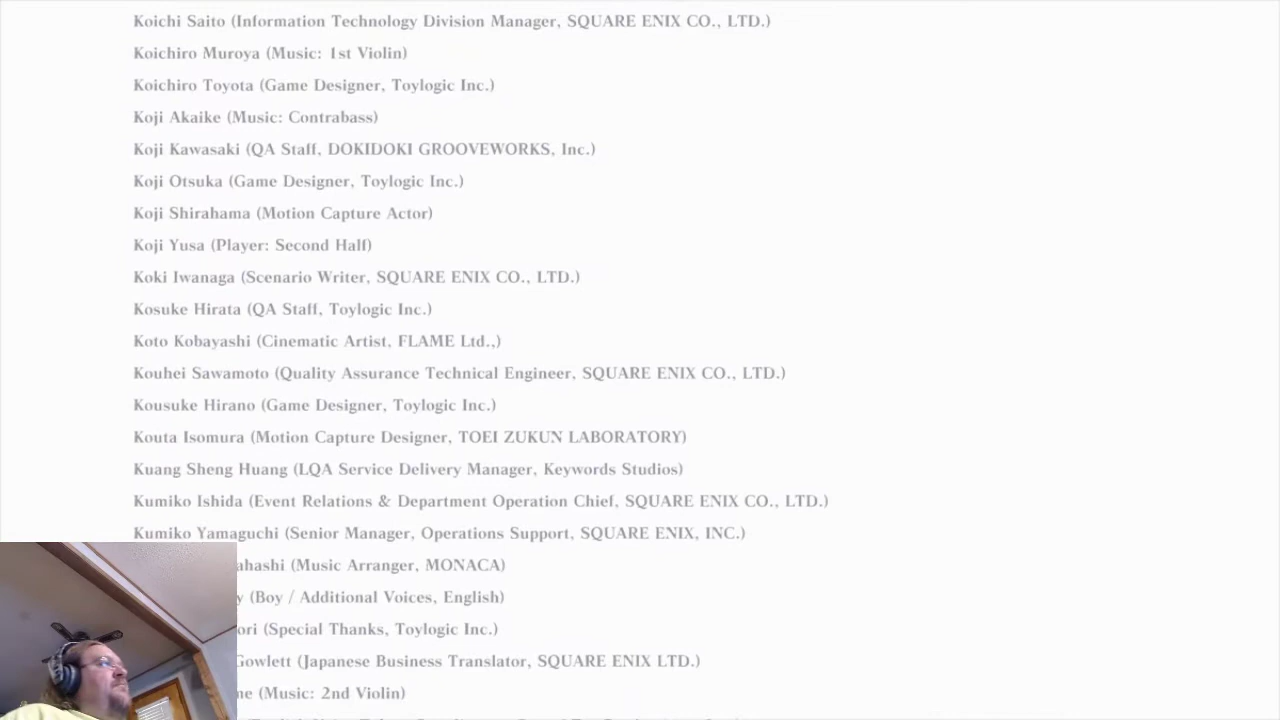 Koichi Saito (Information Technology Division Manager, SQUARE ENIX CO., LTD.)
Koichiro Muroya (Music: 1st Violin)
Koichiro Toyota (Game Designer, Toylogic Inc.)
Koji Akaike (Music: Contrabass)
Koji Kawasaki (QA Staff, DOKIDOKI GROOVEWORKS, Inc.)
Koji Otsuka (Game Designer, Toylogic Inc.)
Koji Shirahama (Motion Capture Actor)
Koji Yusa (Player: Second Half)
Koki Iwanaga (Scenario Writer, SQUARE ENIX CO., LTD.)
Kosuke Hirata (QA Staff, Toylogic Inc.)
Koto Kobayashi (Cinematic Artist, FLAME Ltd.,)
Kouhei Sawamoto (Quality Assurance Technical Engineer, SQUARE ENIX CO., LTD.)
Kousuke Hirano (Game Designer, Toylogic Inc.)
Kouta Isomura (Motion Capture Designer, TOEI ZUKUN LABORATORY)
Kuang Sheng Huang (LQA Service Delivery Manager, Keywords Studios)
Kumiko Ishida (Event Relations & Department Operation Chief, SQUARE ENIX CO., LTD.)
Kumiko Yamaguchi (Senior Manager, Operations Support, SQUARE ENIX, INC.)
ahashi (Music Arranger, MONACA)
y (Boy / Additional Voices, English)
ori (Special Thanks, Toylogic Inc.)
Gowlett (Japanese Business Translator, SQUARE ENIX LTD.)
ne (Music: 2nd Violin)